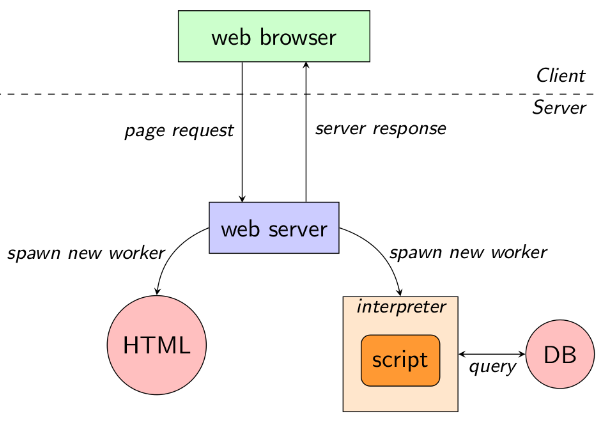 web browser
Client
Server
page request
server response
web server
spawn new worker
spawn new worker
interpreter
HTML
script
DB
query